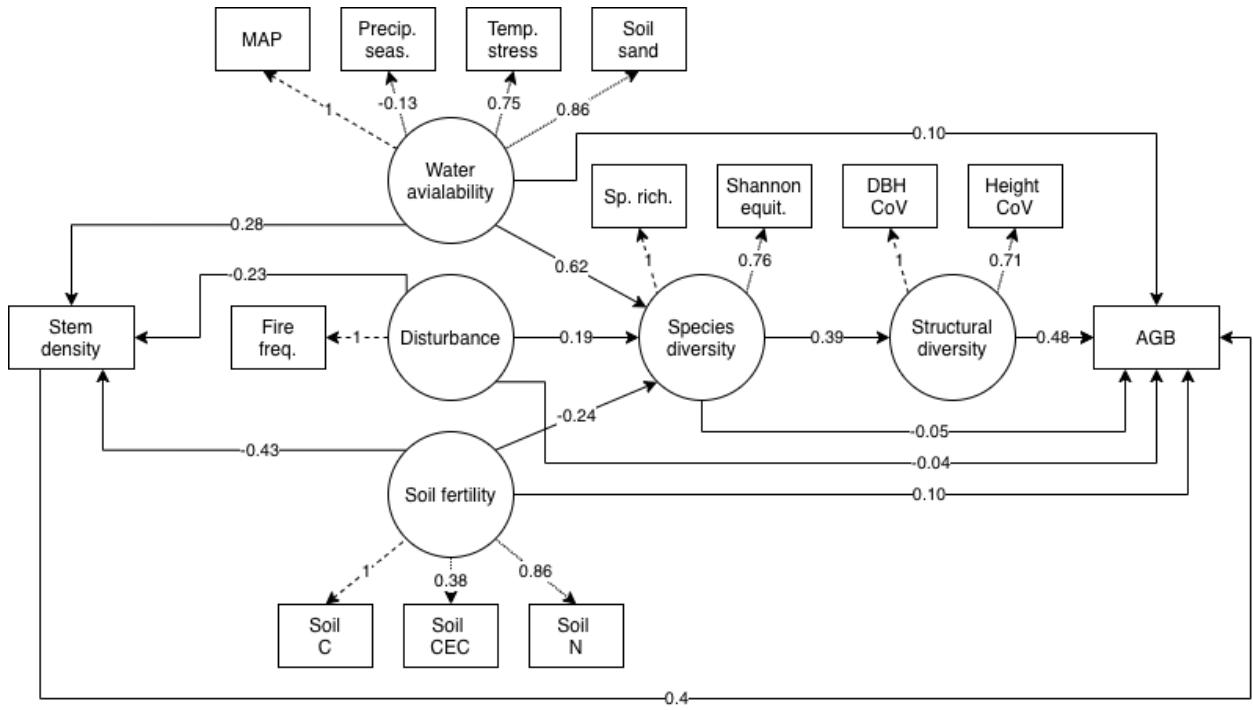 MAP
Precip.
seas.
Temp.
stress
Soil
sand
1
-0.13
0.75
0.86
0.10
Water
avialability
Sp. rich.
Shannon
equit.
DBH
CoV
Height
CoV
0.28
0.62
1
0.76
1
0.71
-0.23
Stem
density
Fire
freq.
1
Disturbance
0.19
Species
diversity
0.39
Structural
diversity
0.48
AGB
-0.24
-0.05
-0.43
-0.04
Soil fertility
0.10
1
0.38
0.86
Soil
C
Soil
CEC
Soil
N
0.4